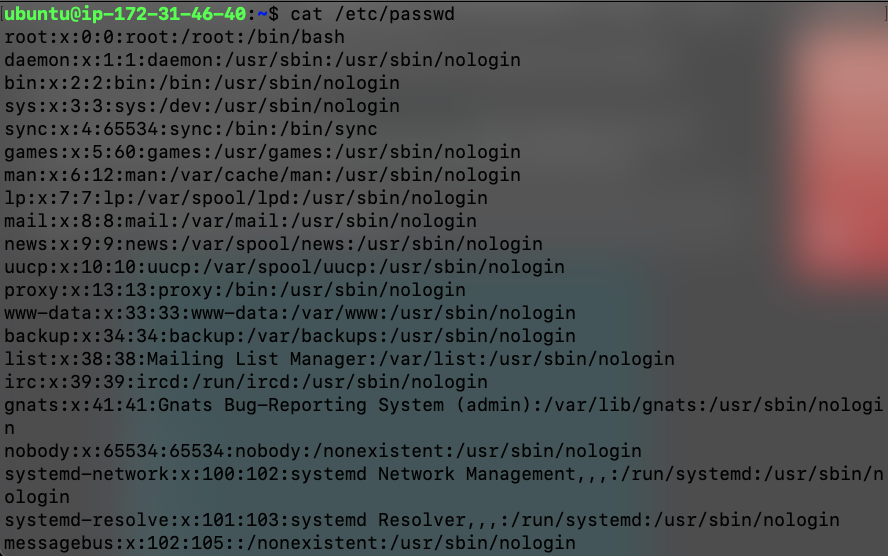 ubuntu@ip-172-31-46-40:~$ cat /etc/passwd
root:x:0:0:root:/root:/bin/bash
daemon:x:1:1:daemon:/usr/sbin:/usr/sbin/nologin
bin:x:2:2:bin:/bin:/usr/sbin/nologin
sys:x:3:3:sys:/dev:/usr/sbin/nologin
sync:x:4:65534:sync:/bin:/bin/sync
games:x:5:60:games:/usr/games:/usr/sbin/nologin
man:x:6:12:man:/var/cache/man:/usr/sbin/nologin
lp:x:7:7:lp:/var/spool/lpd:/usr/sbin/nologin
mail:x:8:8:mail:/var/mail:/usr/sbin/nologin
news:x:9:9:news:/var/spool/news:/usr/sbin/nologin
uucp:x:10:10:uucp:/var/spool/uucp:/usr/sbin/nologin
proxy:x:13:13:proxy:/bin:/usr/sbin/nologin
www-data:x:33:33:www-data:/var/www:/usr/sbin/nologin
backup:x:34:34:backup:/var/backups:/usr/sbin/nologin
list:x:38:38:Mailing List Manager:/var/list:/usr/sbin/nologin
irc:x:39:39:ircd:/run/ircd:/usr/sbin/nologin
gnats:x:41:41:Gnats Bug-Reporting System (admin):/var/lib/gnats:/usr/sbin/nologi
n
nobody:x:65534:65534:nobody:/nonexistent:/usr/sbin/nologin
systemd-network:x:100:102:systemd Network Management,,,:/run/systemd:/usr/sbin/n
ologin
systemd-resolve:x:101:103:systemd Resolver,,,:/run/systemd:/usr/sbin/nologin
messagebus:x:102:105::/nonexistent:/usr/sbin/nologin